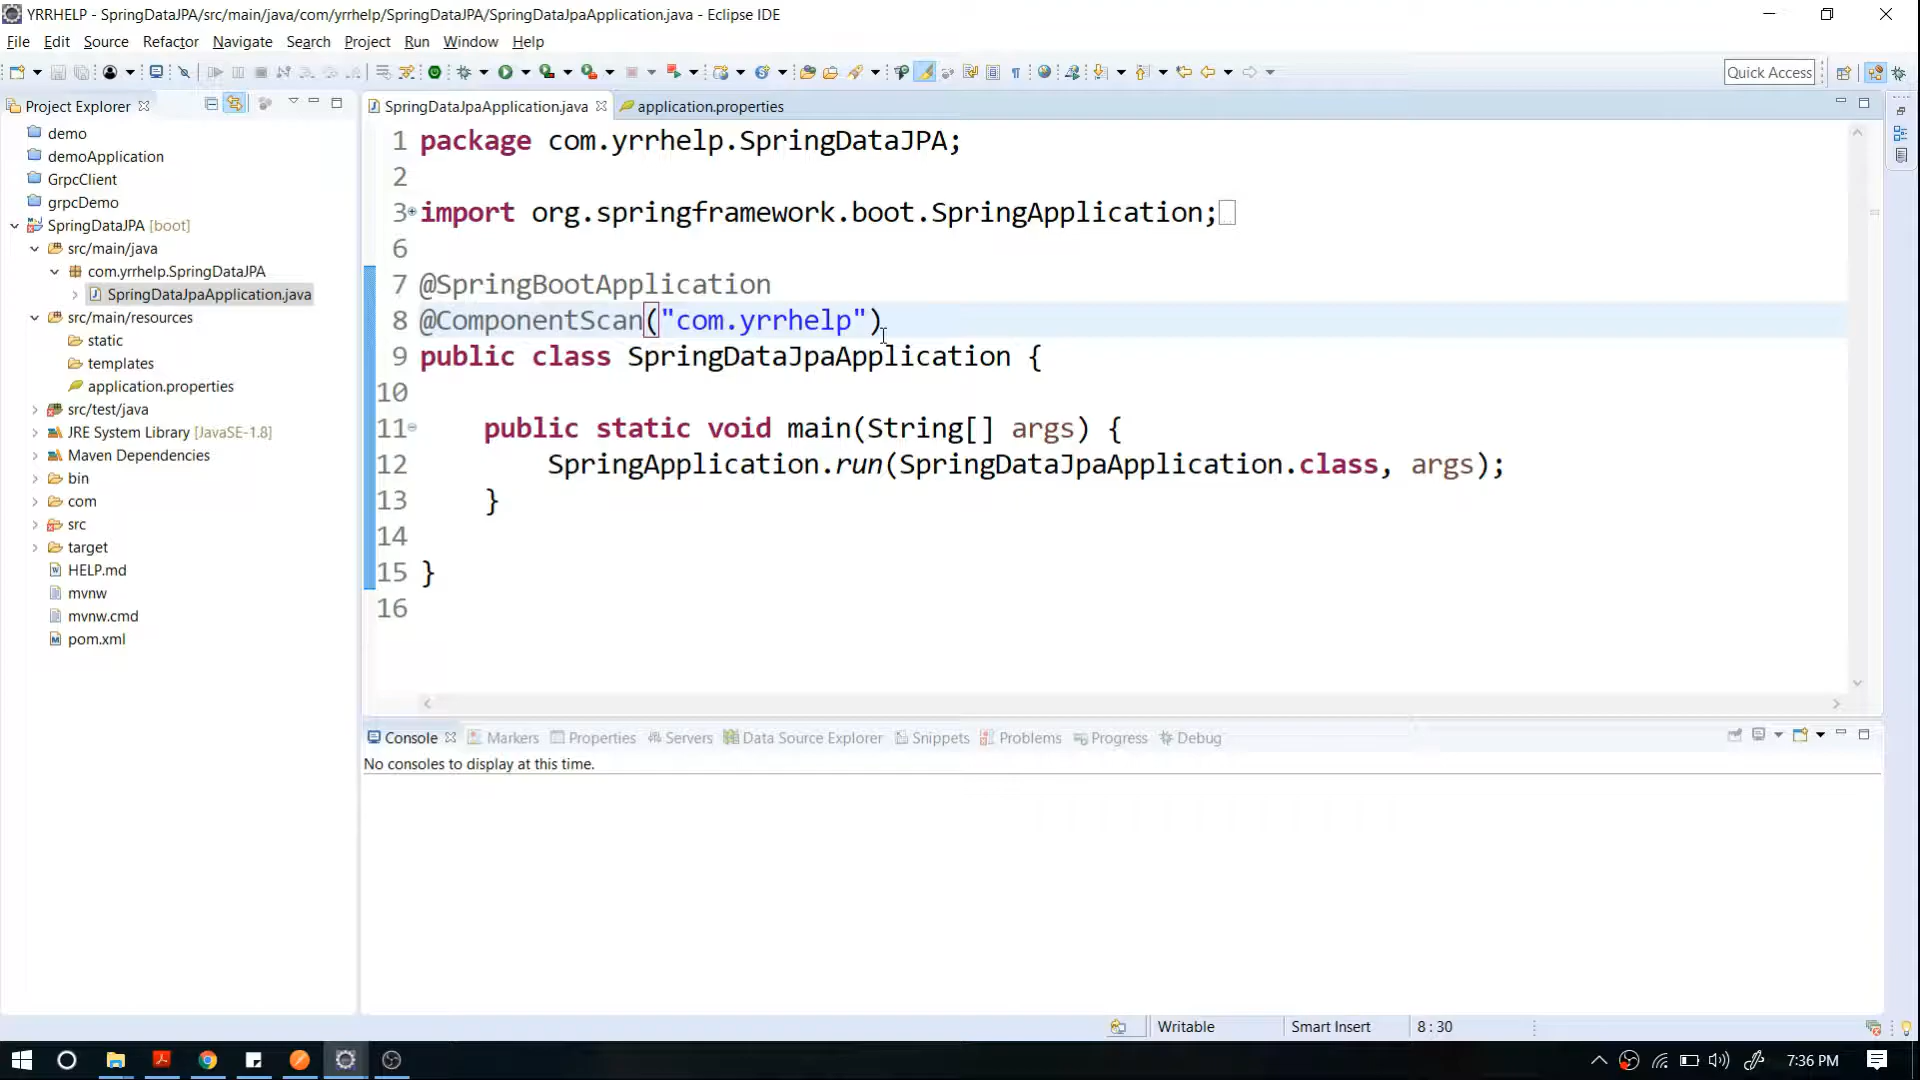 YRRHELP - SpringDataJPA/src/main/java/com/yrrhelp/SpringDataJPA/SpringDataJpaApplication.java - Eclipse IDE
File Edit Source Refactor Navigate Search Project Run Window Help
Quick Access
Project Explorer
demo
demoApplication
GrpcClient
grpcDemo
SpringDataJPA [boot]
src/main/java
com.yrrhelp.SpringDataJPA
SpringDataJpaApplication.java
src/main/resources
static
templates
application.properties
src/test/java
JRE System Library [JavaSE-1.8]
Maven Dependencies
bin
com
src
target
HELP.md
mvnw
mvnw.cmd
pom.xml
SpringDataJpaApplication.java application.properties
1 package com.yrrhelp.SpringDataJPA;
2
3 import org.springframework.boot.SpringApplication;
6
7 @SpringBootApplication
8 @ComponentScan("com.yrrhelp")
9 public class SpringDataJpaApplication {
10
11 public static void main(String[] args) {
12 SpringApplication.run(SpringDataJpaApplication.class, args);
13 }
14
15 }
16
Console Markers Properties Servers Data Source Explorer Snippets Problems Progress Debug
No consoles to display at this time.
Writable Smart Insert 8 : 30
7:36 PM